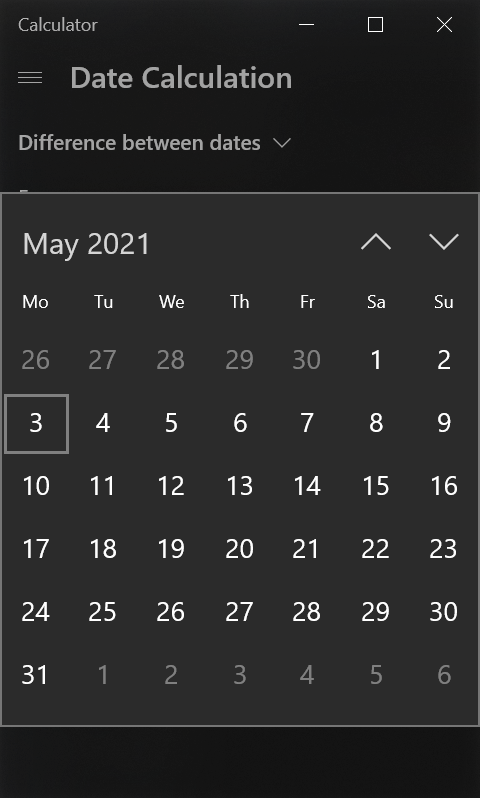 Calculator
Date Calculation
Difference between dates
May 2021
Mo Tu We Th Fr Sa Su
26 27 28 29 30 1 2
3 4 5 6 7 8 9
10 11 12 13 14 15 16
17 18 19 20 21 22 23
24 25 26 27 28 29 30
31 1 2 3 4 5 6